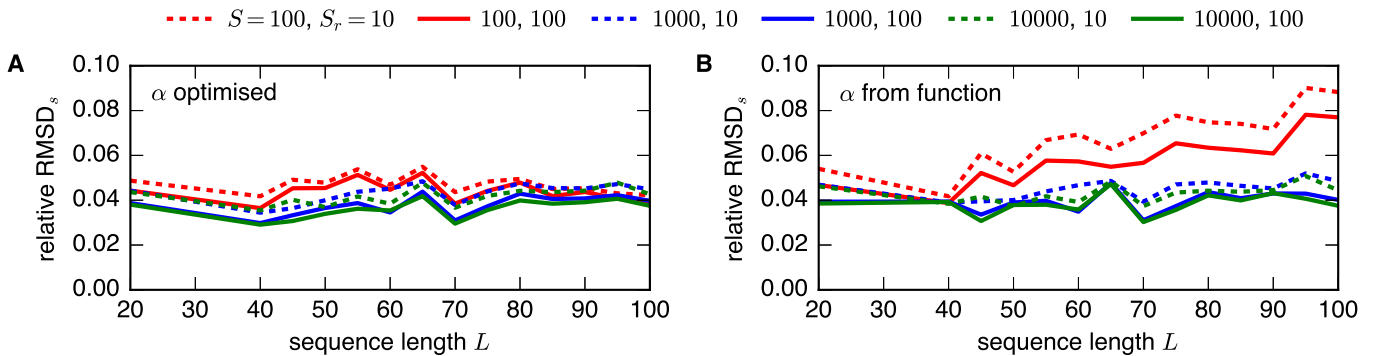 S = 100, Sr = 10 100, 100 1000, 10 1000, 100 10000, 10 10000, 100
A
α optimised
relative RMSDs
0.10
0.08
0.06
0.04
0.02
0.00
20 30 40 50 60 70 80 90 100
sequence length L
B
α from function
relative RMSDs
0.10
0.08
0.06
0.04
0.02
0.00
20 30 40 50 60 70 80 90 100
sequence length L